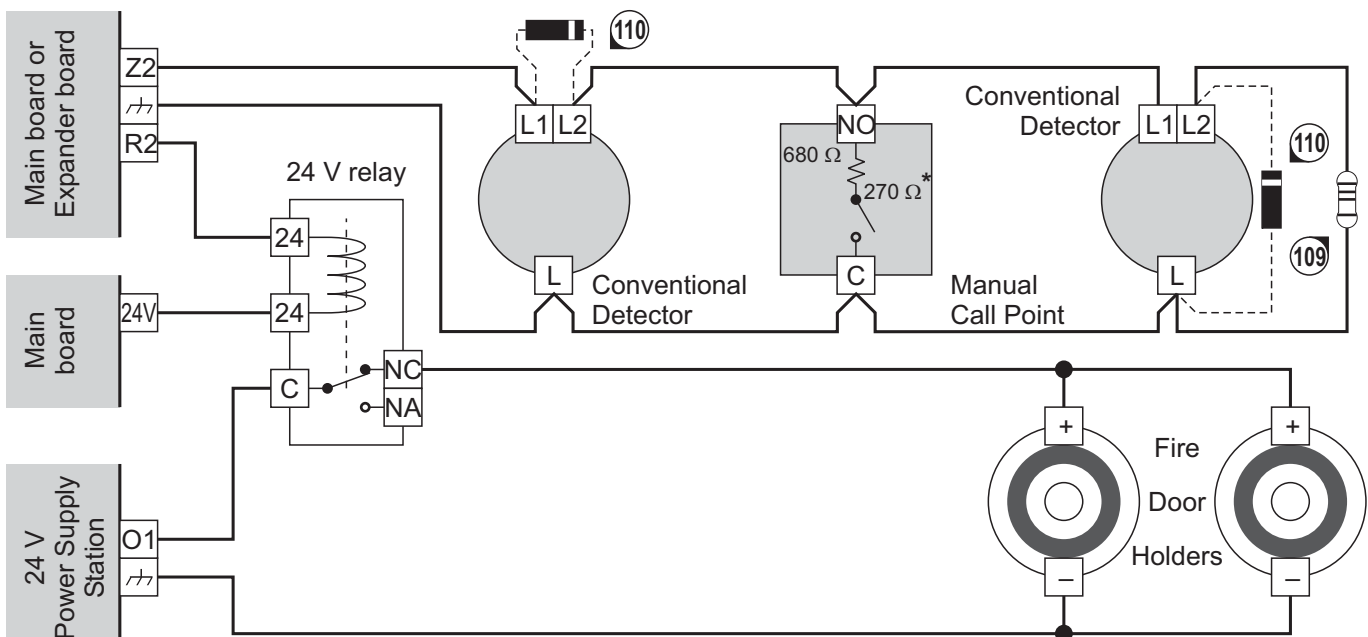 Main board or
Expander board
Z2
R2
110
L1 L2
L
Conventional
Detector
NO
680 Ω
270 Ω*
C
Manual
Call Point
Conventional
Detector
L1 L2
L
110
109
24 V relay
24
24
C
NC
NA
Main
board
24V
24 V
Power Supply
Station
O1
+
–
Fire
Door
Holders
+
–